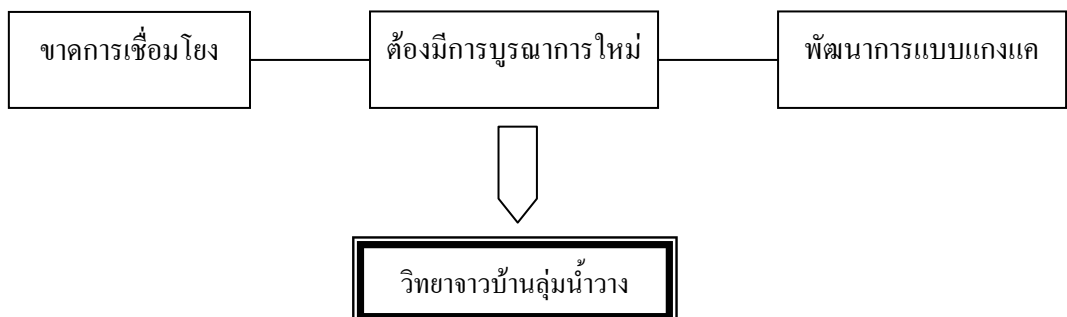 ขาดการเชื่อมโยง
ต้องมีการบูรณาการใหม่
พัฒนาการแบบแกงแค
วิทยาจาวบ้านลุ่มน้ำวาง